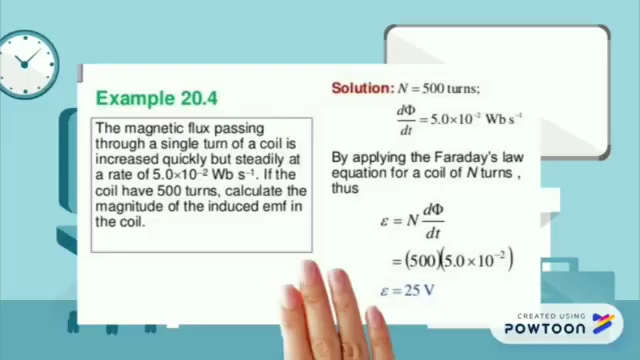 Example 20.4
The magnetic flux passing
through a single turn of a coil is
increased quickly but steadily at
a rate of 5.0×10⁻² Wb s⁻¹. If the
coil have 500 turns, calculate the
magnitude of the induced emf in
the coil.
Solution: N = 500 turns;
dΦ/dt = 5.0×10⁻² Wb s⁻¹
By applying the Faraday's law
equation for a coil of N turns ,
thus
ε = N dΦ/dt
= (500)(5.0×10⁻²)
ε = 25 V
CREATED USING
POWTOON